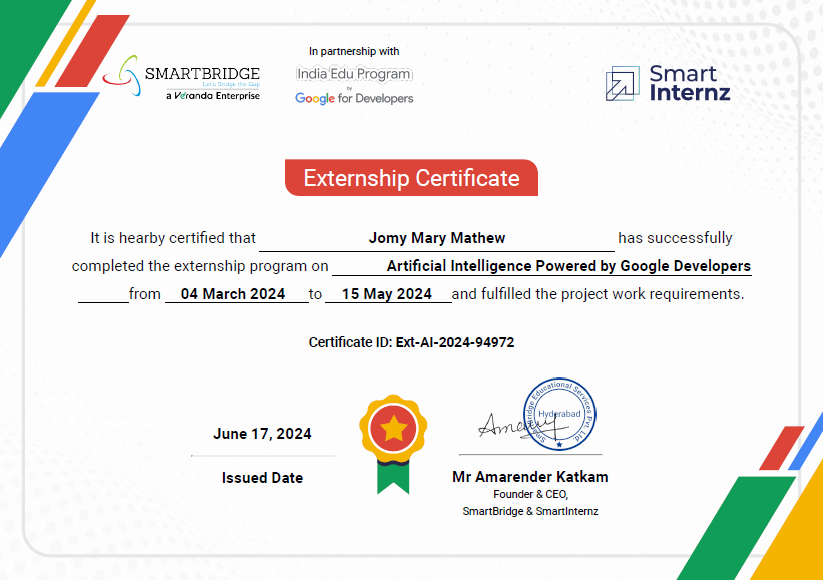 SMARTBRIDGE
Let's Bridge the Gap
a Veranda Enterprise
In partnership with
India Edu Program
by
Google for Developers
Smart
Internz
Externship Certificate
It is hearby certified that Jomy Mary Mathew has successfully
completed the externship program on Artificial Intelligence Powered by Google Developers
from 04 March 2024 to 15 May 2024 and fulfilled the project work requirements.
Certificate ID: Ext-AI-2024-94972
June 17, 2024
Issued Date
SmartBridge Educational Services Pvt. Ltd.
Hyderabad
Mr Amarender Katkam
Founder & CEO,
SmartBridge & SmartInternz